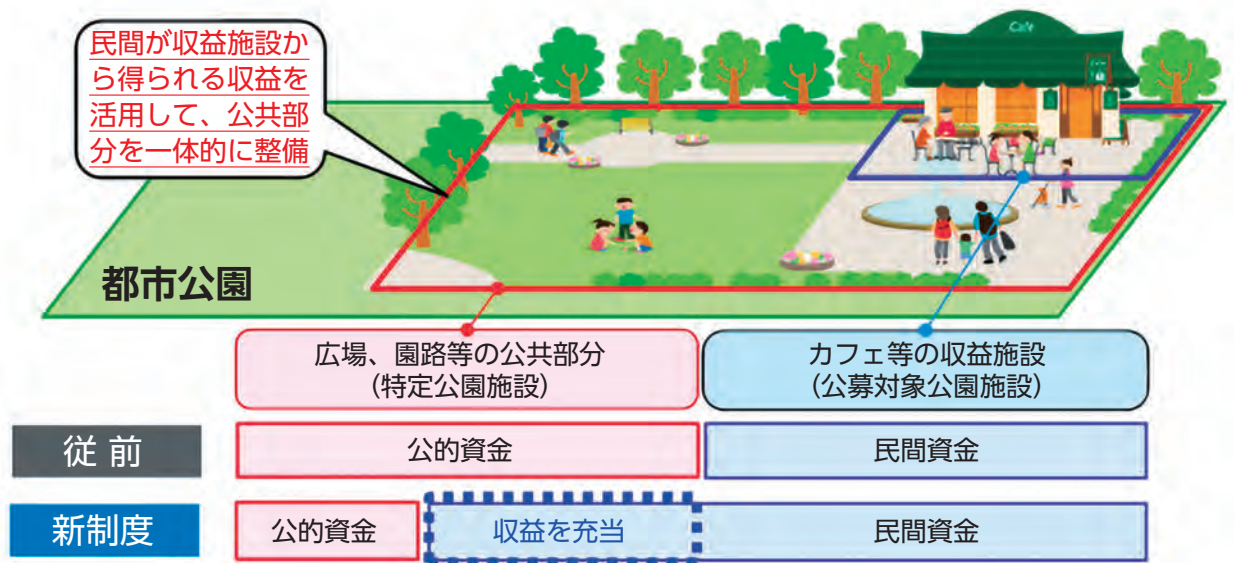 民間が収益施設か
ら得られる収益を
活用して、公共部
分を一体的に整備
Cafe
都市公園
広場、園路等の公共部分
(特定公園施設)
カフェ等の収益施設
(公募対象公園施設)
従前
公的資金
民間資金
新制度
公的資金
収益を充当
民間資金